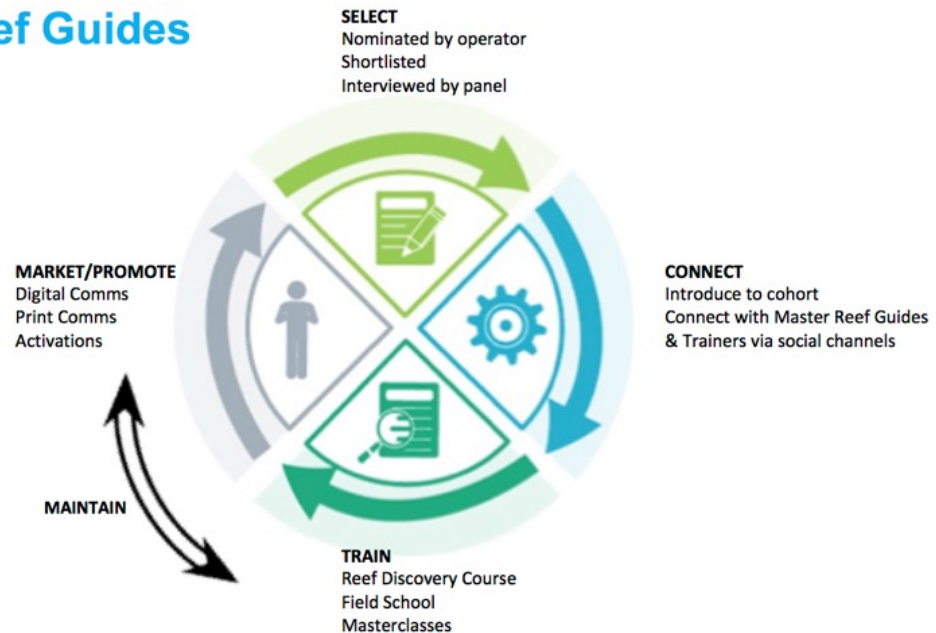 ef Guides
SELECT
Nominated by operator
Shortlisted
Interviewed by panel
MARKET/PROMOTE
Digital Comms
Print Comms
Activations
CONNECT
Introduce to cohort
Connect with Master Reef Guides
& Trainers via social channels
MAINTAIN
TRAIN
Reef Discovery Course
Field School
Masterclasses